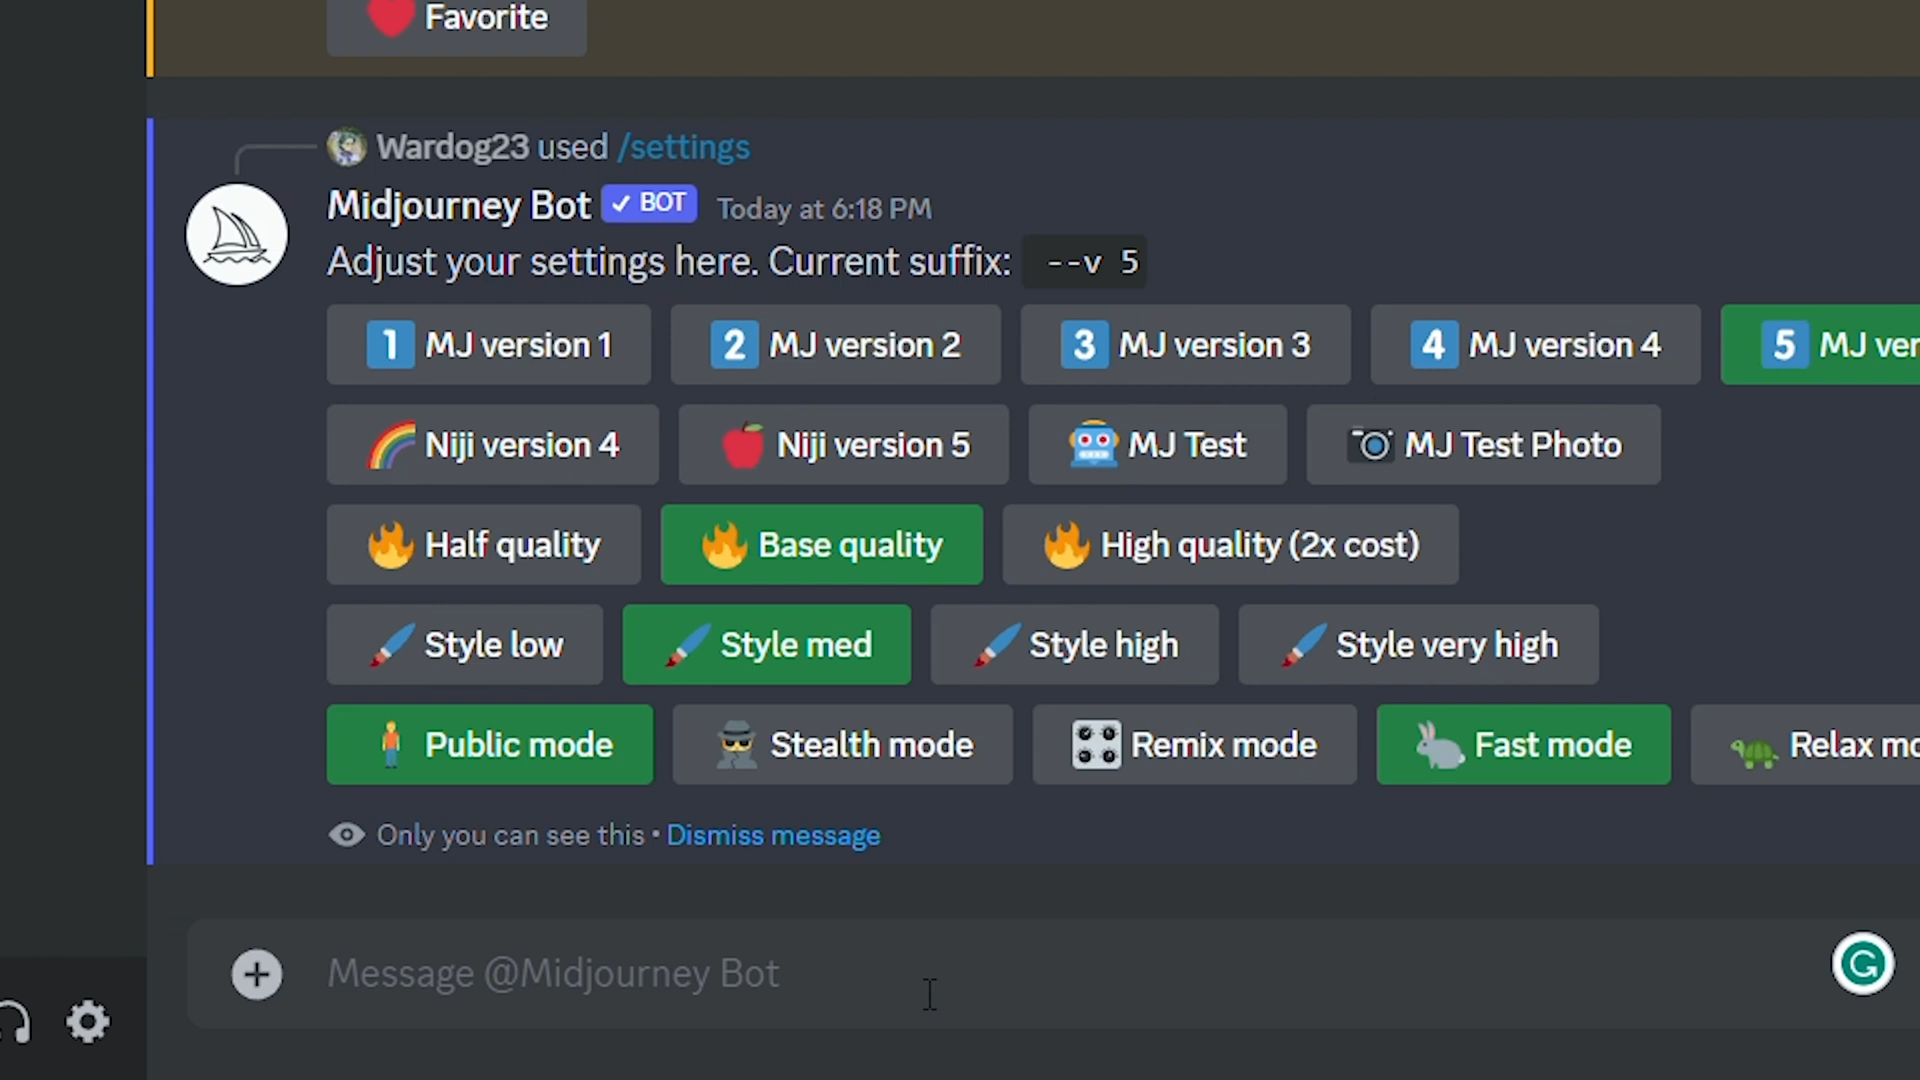 Favorite
Wardog23 used /settings
Midjourney Bot ✓ BOT Today at 6:18 PM
Adjust your settings here. Current suffix: --v 5
1 MJ version 1 2 MJ version 2 3 MJ version 3 4 MJ version 4 5 MJ ver
Niji version 4 Niji version 5 MJ Test MJ Test Photo
Half quality Base quality High quality (2x cost)
Style low Style med Style high Style very high
Public mode Stealth mode Remix mode Fast mode Relax mo
Only you can see this • Dismiss message
Message @Midjourney Bot